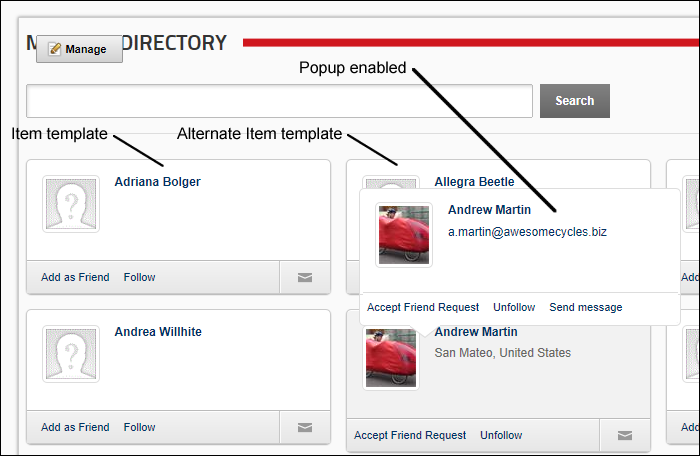 M DIRECTORY
Manage
Popup enabled
Search
Item template
Alternate Item template
Adriana Bolger
Allegra Beetle
Andrew Martin
a.martin@awesomecycles.biz
Add as Friend Follow
A
Accept Friend Request Unfollow Send message
Andrea Willhite
Andrew Martin
San Mateo, United States
Add as Friend Follow
Accept Friend Request Unfollow